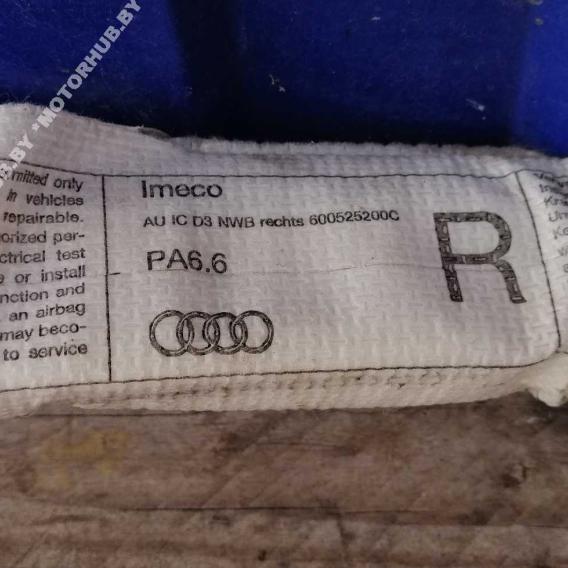 BY *MOTORHUB.BY
mitted only
in vehicles
repairable.
orized per-
ctrical test
e or install
nction and
an airbag
may beco-
to service
Imeco
AU IC D3 NWB rechts 600525200C
PA6.6
R